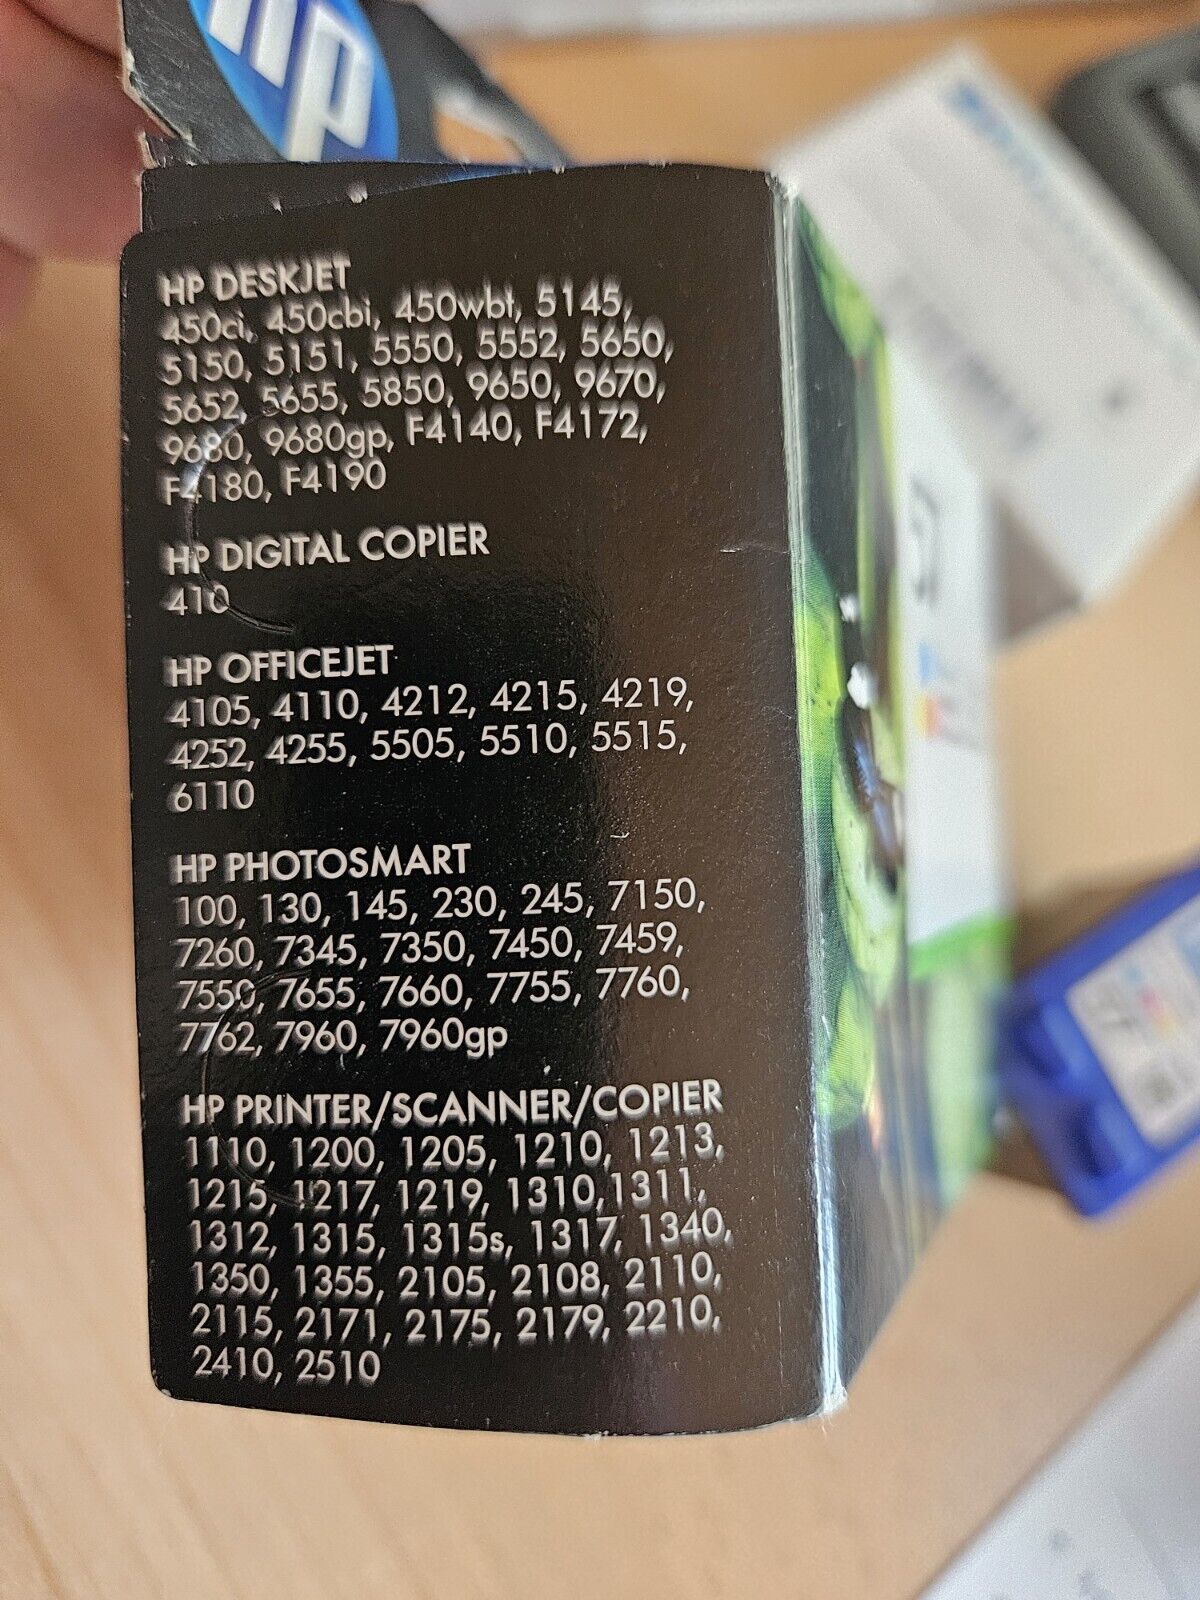 hp
HP DESKJET
450ci, 450cbi, 450wbt, 5145,
5150, 5151, 5550, 5552, 5650,
5652, 5655, 5850, 9650, 9670,
9680, 9680gp, F4140, F4172,
F4180, F4190
HP DIGITAL COPIER
410
HP OFFICEJET
4105, 4110, 4212, 4215, 4219,
4252, 4255, 5505, 5510, 5515,
6110
HP PHOTOSMART
100, 130, 145, 230, 245, 7150,
7260, 7345, 7350, 7450, 7459,
7550, 7655, 7660, 7755, 7760,
7762, 7960, 7960gp
HP PRINTER/SCANNER/COPIER
1110, 1200, 1205, 1210, 1213,
1215, 1217, 1219, 1310,1311,
1312, 1315, 1315s, 1317, 1340,
1350, 1355, 2105, 2108, 2110,
2115, 2171, 2175, 2179, 2210,
2410, 2510